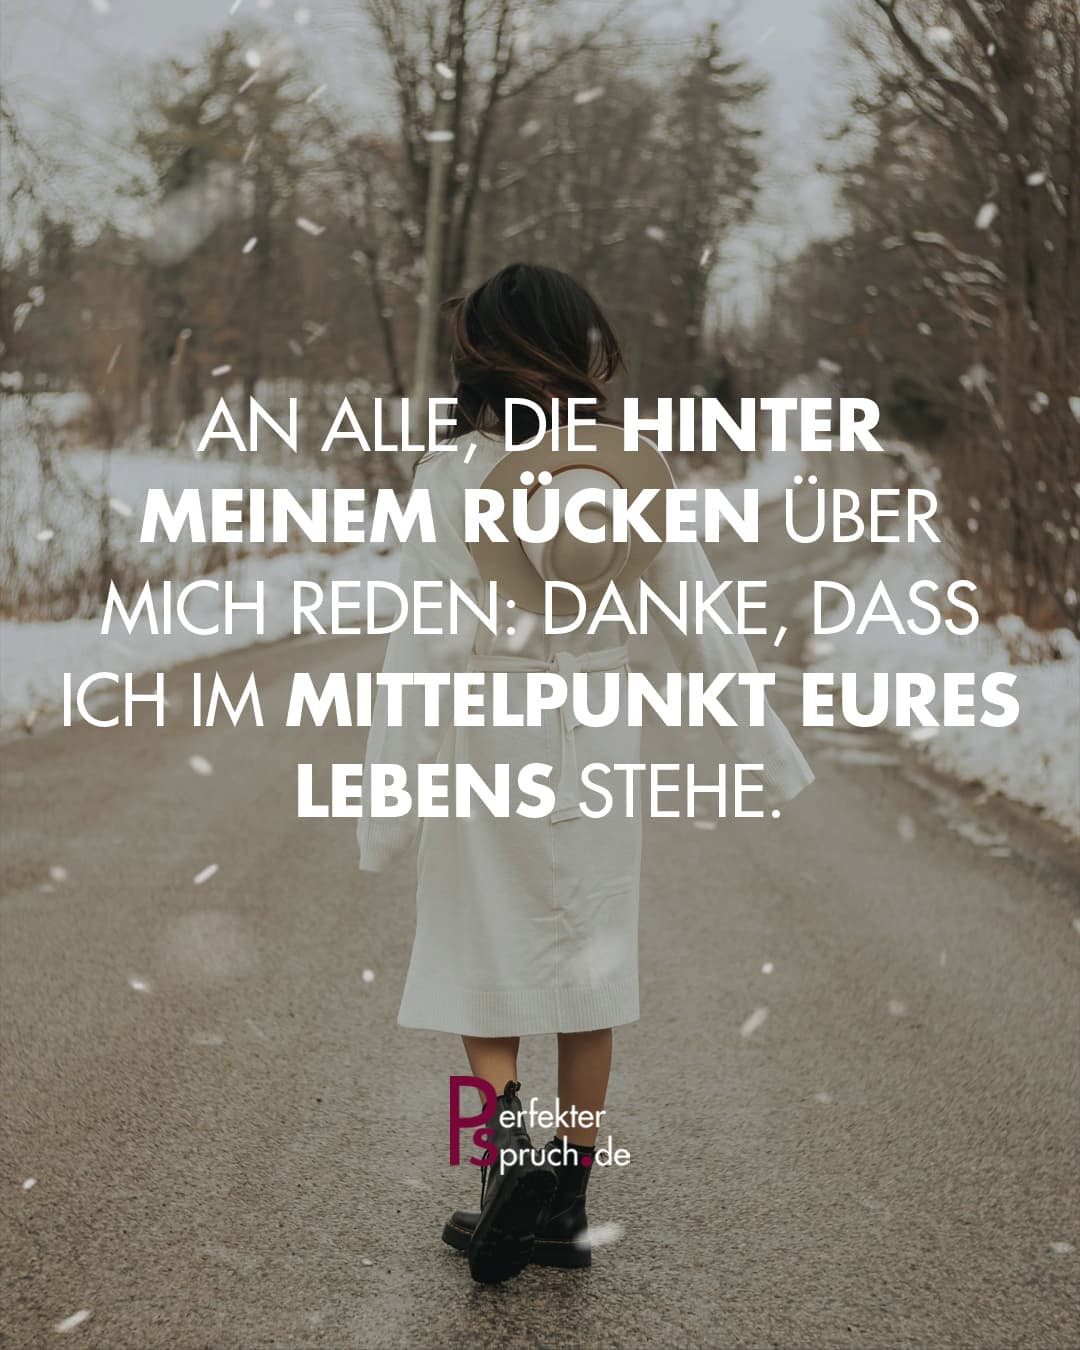 AN ALLE, DIE HINTER
MEINEM RÜCKEN ÜBER
MICH REDEN: DANKE, DASS
ICH IM MITTELPUNKT EURES
LEBENS STEHE.
Perfekter
Spruch.de